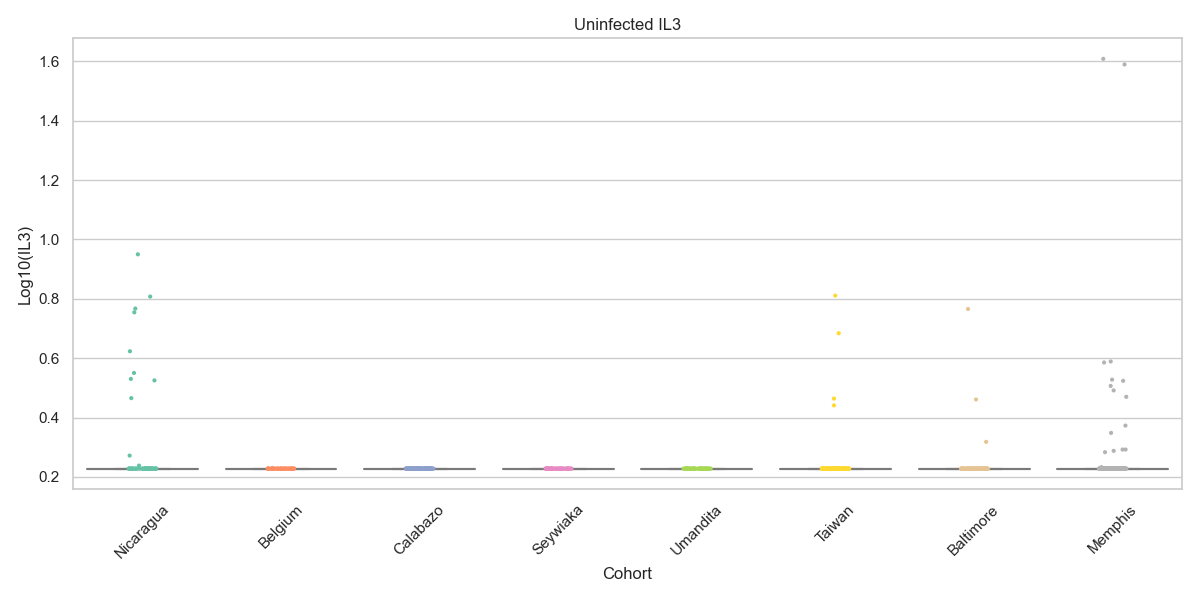 Uninfected IL3
Log10(IL3)
1.6
1.4
1.2
1.0
0.8
0.6
0.4
0.2
Nicaragua
Belgium
Calabazo
Seywiaka
Umandita
Taiwan
Baltimore
Memphis
Cohort